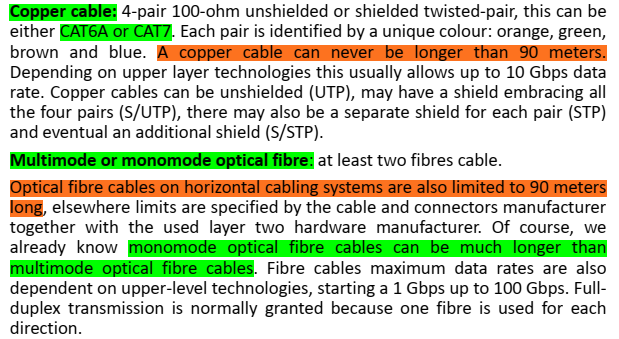 Copper cable: 4-pair 100-ohm unshielded or shielded twisted-pair, this can be
either CAT6A or CAT7. Each pair is identified by a unique colour: orange, green,
brown and blue. A copper cable can never be longer than 90 meters.
Depending on upper layer technologies this usually allows up to 10 Gbps data
rate. Copper cables can be unshielded (UTP), may have a shield embracing all
the four pairs (S/UTP), there may also be a separate shield for each pair (STP)
and eventual an additional shield (S/STP).
Multimode or monomode optical fibre: at least two fibres cable.
Optical fibre cables on horizontal cabling systems are also limited to 90 meters
long, elsewhere limits are specified by the cable and connectors manufacturer
together with the used layer two hardware manufacturer. Of course, we
already know monomode optical fibre cables can be much longer than
multimode optical fibre cables. Fibre cables maximum data rates are also
dependent on upper-level technologies, starting a 1 Gbps up to 100 Gbps. Full-
duplex transmission is normally granted because one fibre is used for each
direction.